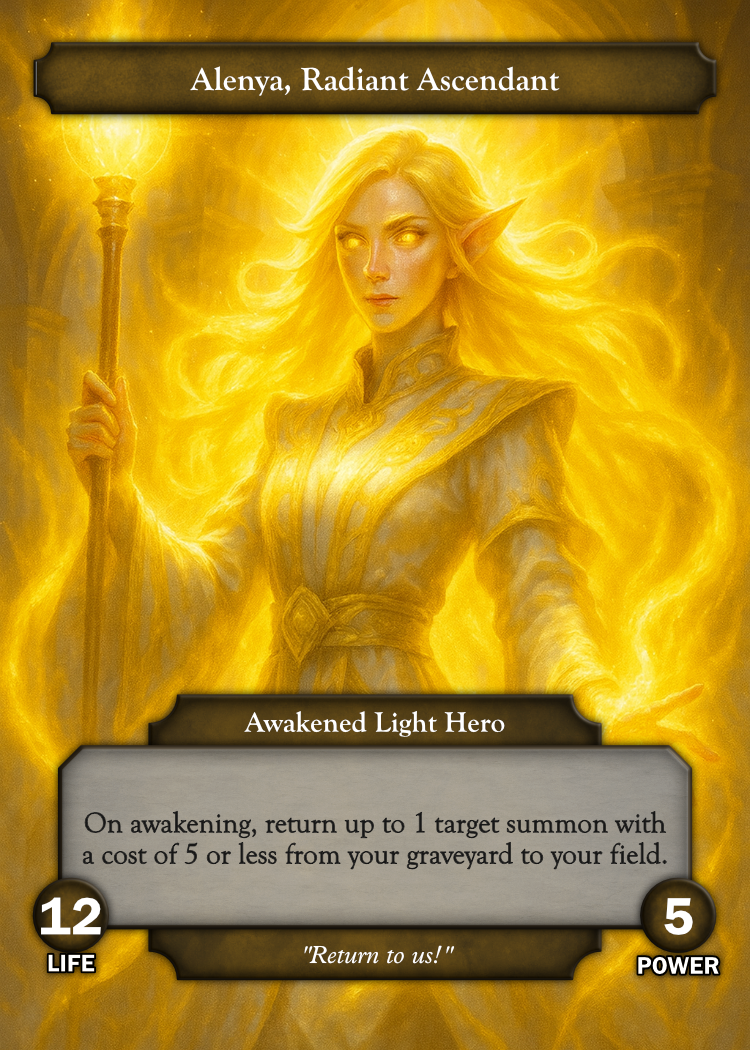 Alenya, Radiant Ascendant
Awakened Light Hero
On awakening, return up to 1 target summon with
a cost of 5 or less from your graveyard to your field.
12
LIFE
5
POWER
"Return to us!"